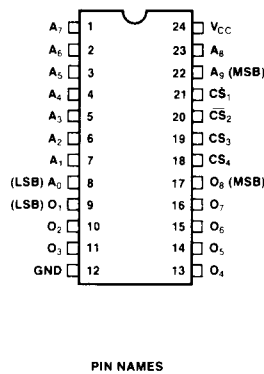 A7 1 24 VCC
A6 2 23 A8
A5 3 22 A9 (MSB)
A4 4 21 C̅S̅1
A3 5 20 C̅S̅2
A2 6 19 CS3
A1 7 18 CS4
(LSB) A0 8 17 O8 (MSB)
(LSB) O1 9 16 O7
O2 10 15 O6
O3 11 14 O5
GND 12 13 O4
PIN NAMES